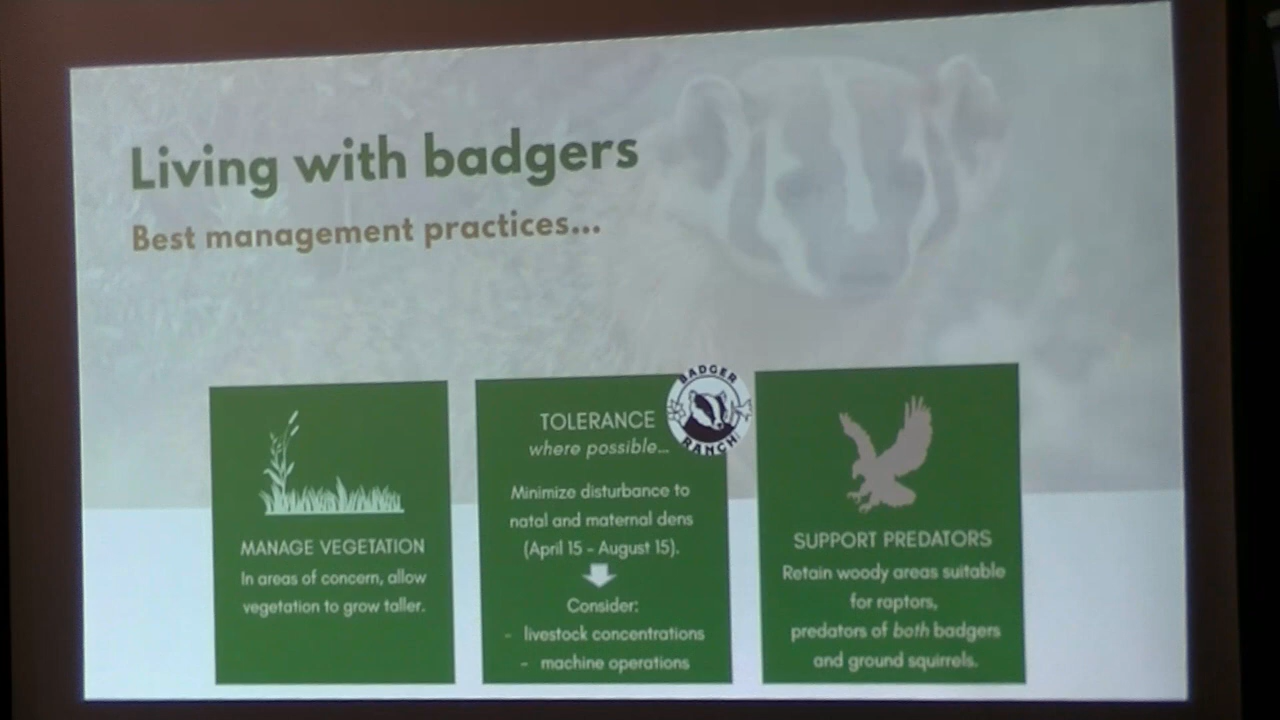 Living with badgers
Best management practices...
MANAGE VEGETATION
In areas of concern, allow
vegetation to grow taller.
TOLERANCE
where possible...
Minimize disturbance to
natal and maternal dens
(April 15 - August 15).
Consider:
- livestock concentrations
- machine operations
BADGER
RANCH
SUPPORT PREDATORS
Retain woody areas suitable
for raptors,
predators of both badgers
and ground squirrels.